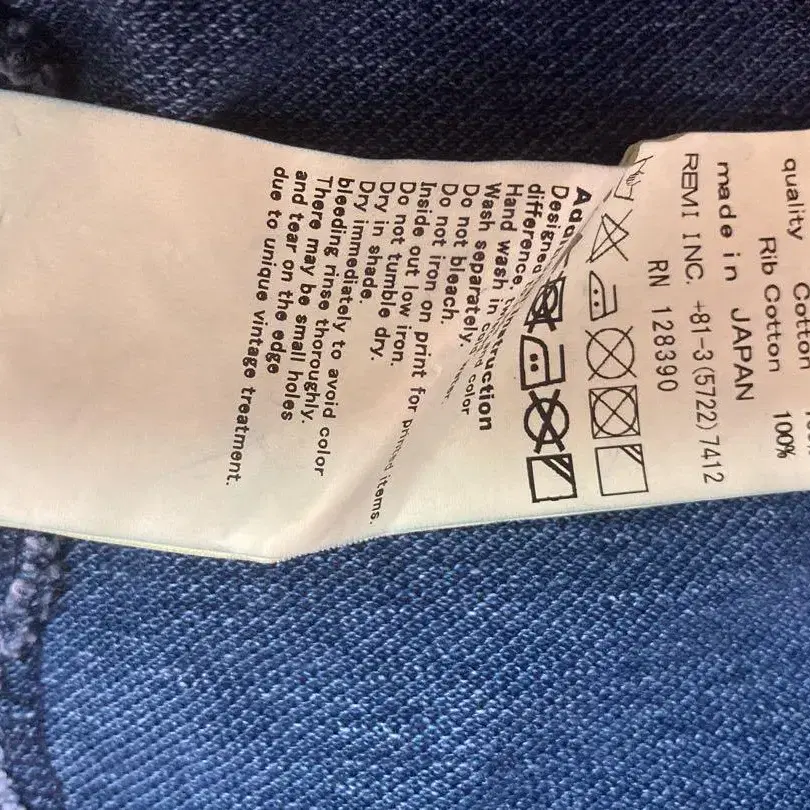 quality Cotton
Rib Cotton 100%
made in JAPAN
REMI INC. +81-3(5722)7412
RN 128390
Designed
difference.
Hand wash in
Wash separately.
Do not bleach.
Do not iron on print for printed items.
Inside out low iron.
Do not tumble dry.
Dry in shade.
Dry immediately to avoid color
bleeding rinse thoroughly.
There may be small holes
and tear on the edge
due to unique vintage treatment.